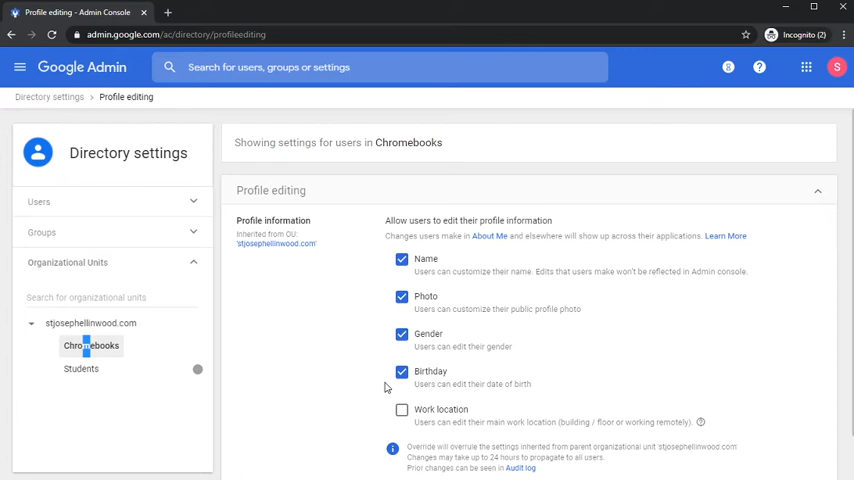 Profile editing - Admin Console
admin.google.com/ac/directory/profileediting
Incognito (2)
Google Admin
Search for users, groups or settings
8
?
S
Directory settings > Profile editing
Directory settings
Users
Groups
Organizational Units
Search for organizational units
stjosephellinwood.com
Chromebooks
Students
Showing settings for users in Chromebooks
Profile editing
Profile information
Inherited from OU:
'stjosephellinwood.com'
Allow users to edit their profile information
Changes users make in About Me and elsewhere will show up across their applications. Learn More
Name
Users can customize their name. Edits that users make won't be reflected in Admin console.
Photo
Users can customize their public profile photo
Gender
Users can edit their gender
Birthday
Users can edit their date of birth
Work location
Users can edit their main work location (building / floor or working remotely).
Override will overrule the settings inherited from parent organizational unit 'stjosephellinwood.com'
Changes may take up to 24 hours to propagate to all users.
Prior changes can be seen in Audit log